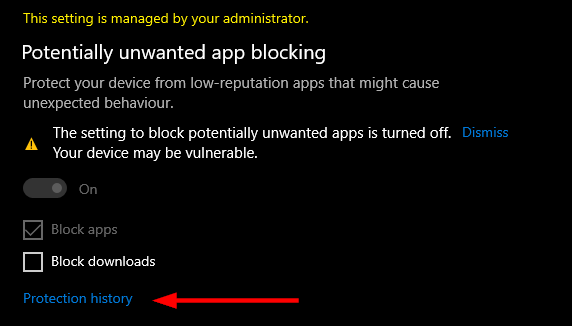 This setting is managed by your administrator.
Potentially unwanted app blocking
Protect your device from low-reputation apps that might cause
unexpected behaviour.
The setting to block potentially unwanted apps is turned off. Dismiss
Your device may be vulnerable.
On
Block apps
Block downloads
Protection history